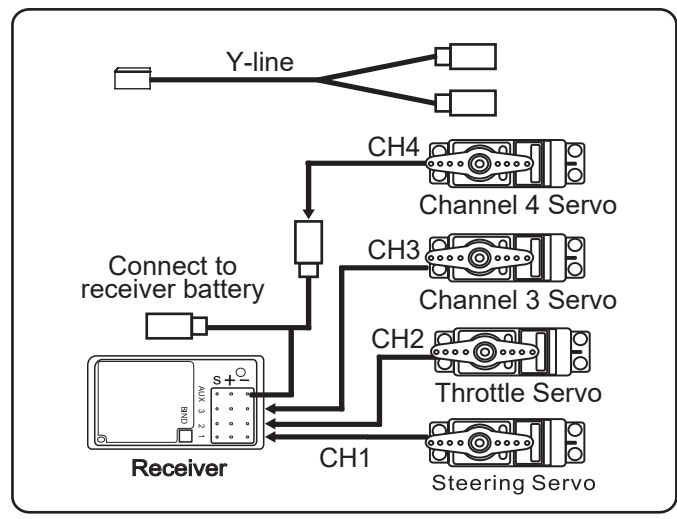 Y-line
CH4
Channel 4 Servo
CH3
Channel 3 Servo
Connect to
receiver battery
CH2
Throttle Servo
S + −
AUX 3 2 1
BIND
CH1
Receiver
Steering Servo